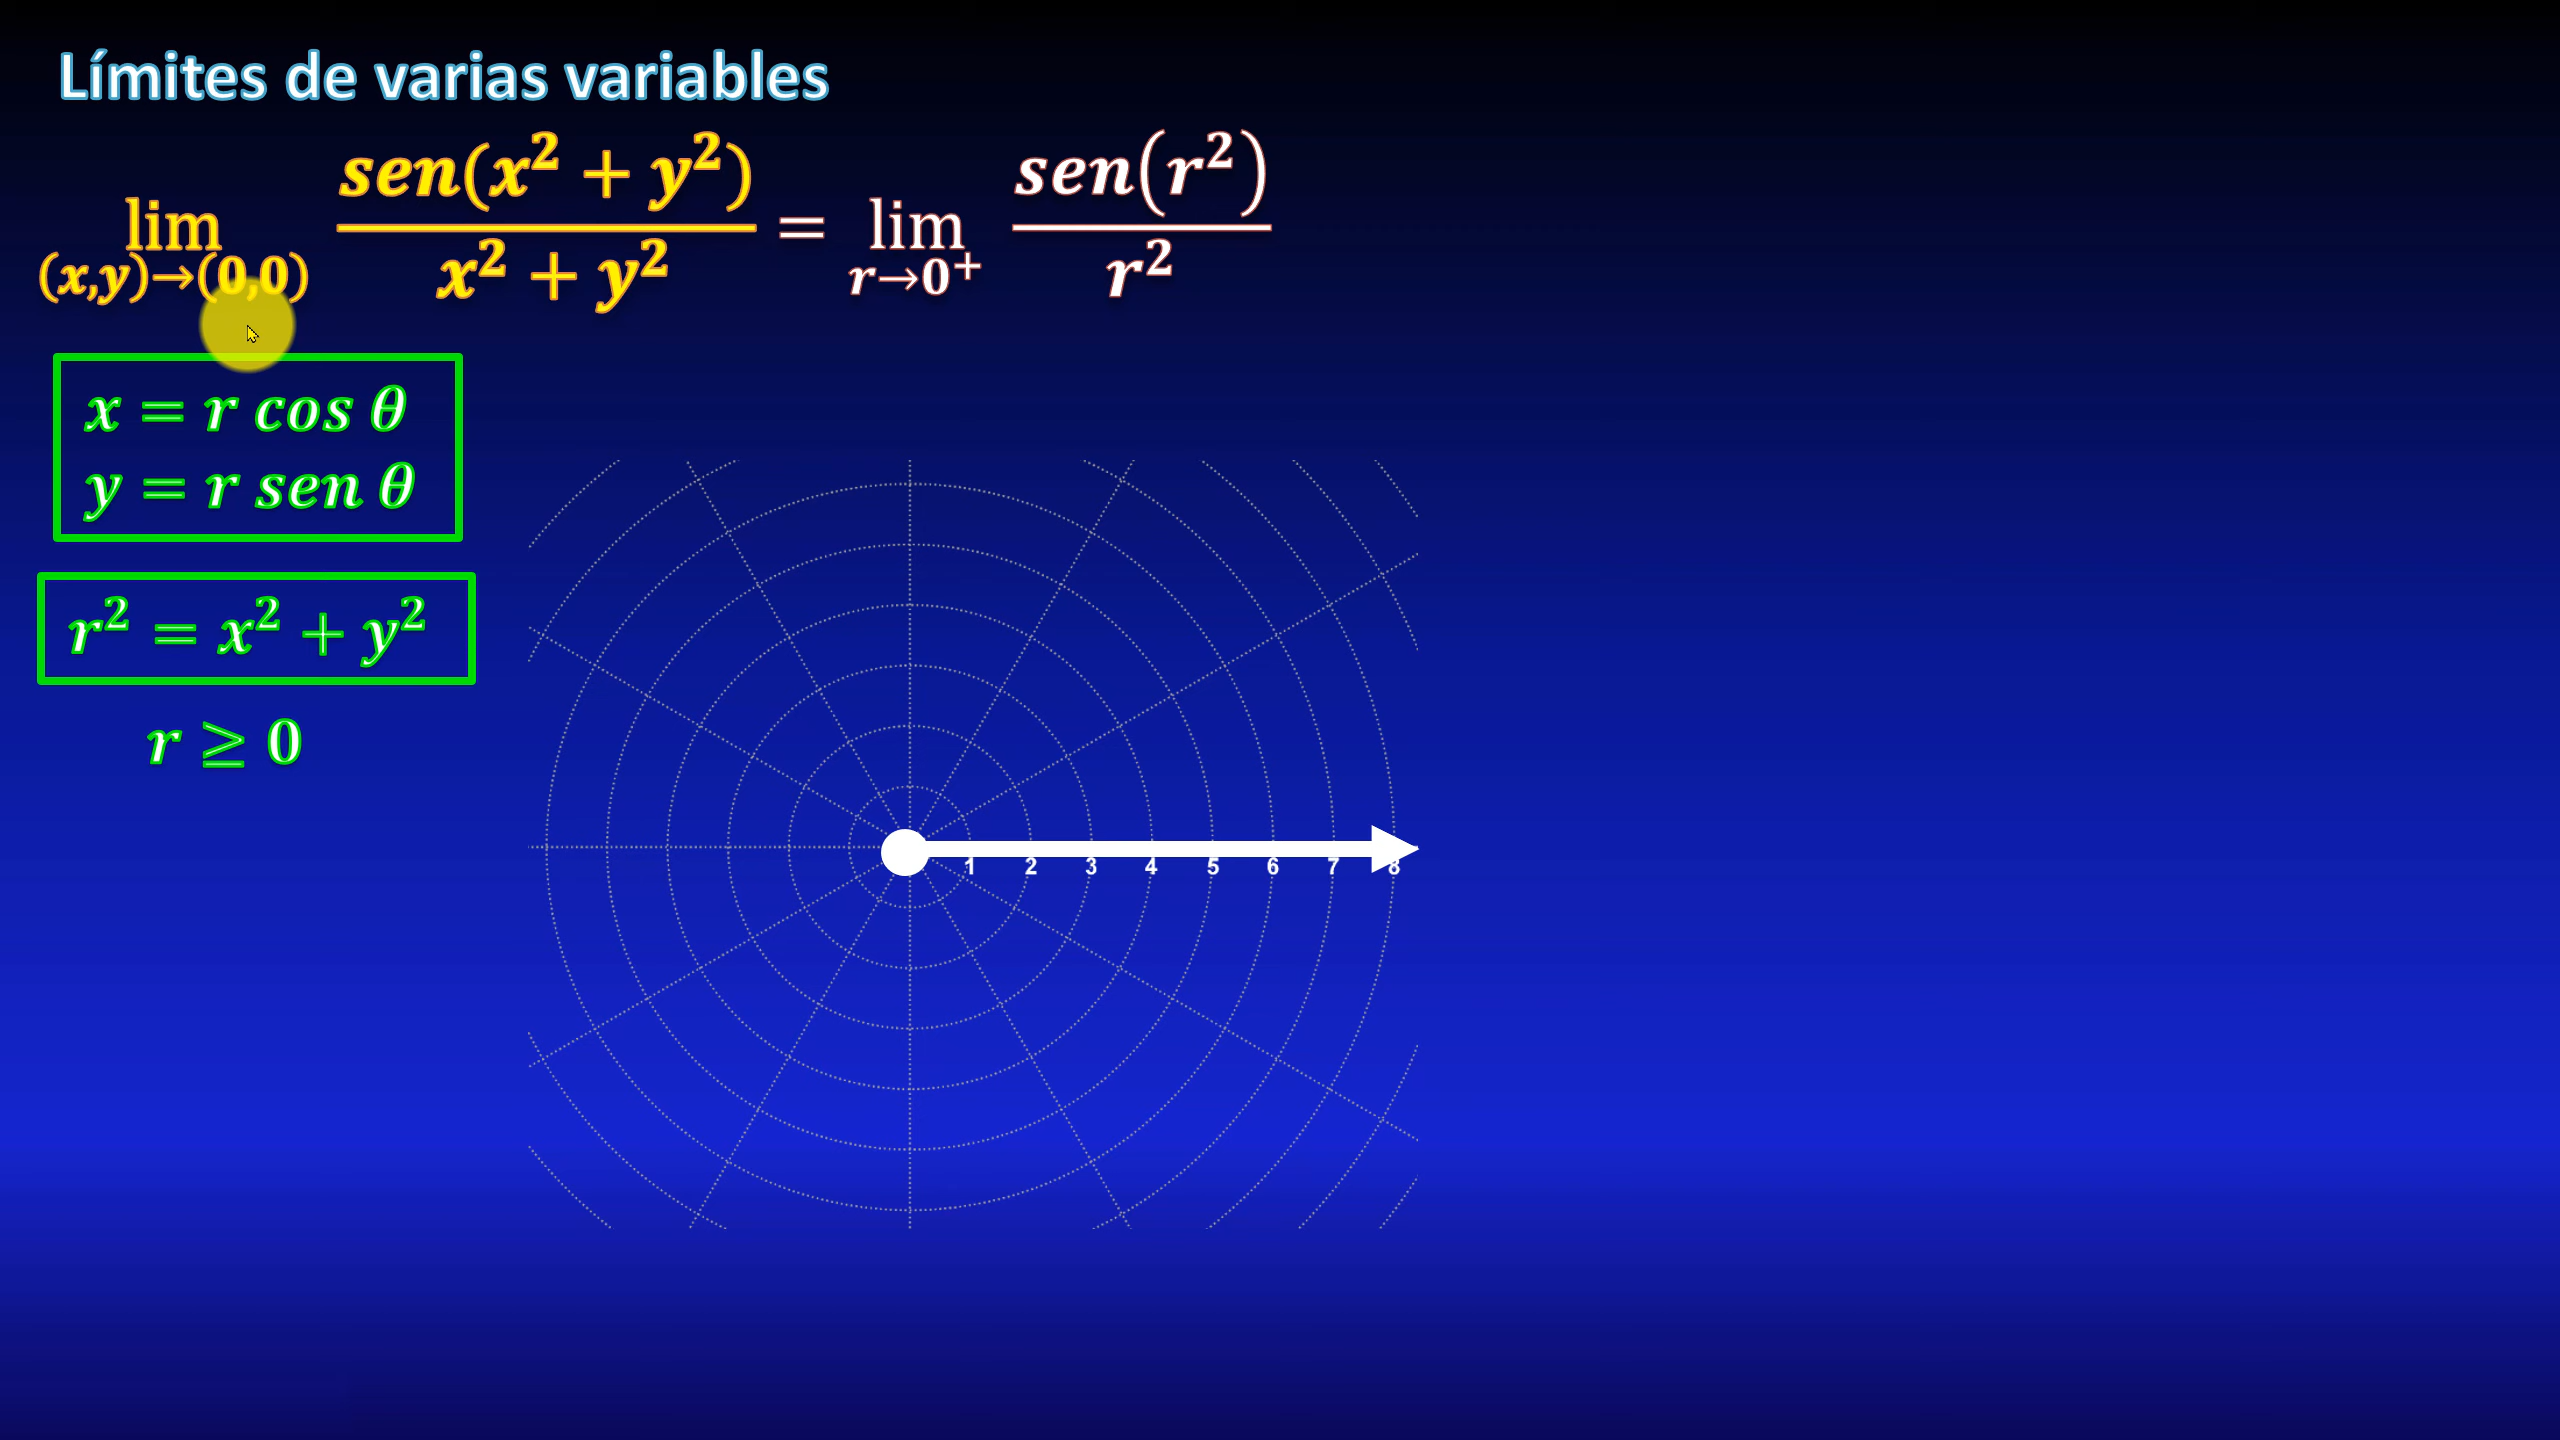 Límites de varias variables
lim (x,y)→(0,0) sen(x² + y²) / x² + y² = lim r→0⁺ sen(r²) / r²
x = r cos θ
y = r sen θ
r² = x² + y²
r ≥ 0
1 2 3 4 5 6 7 8